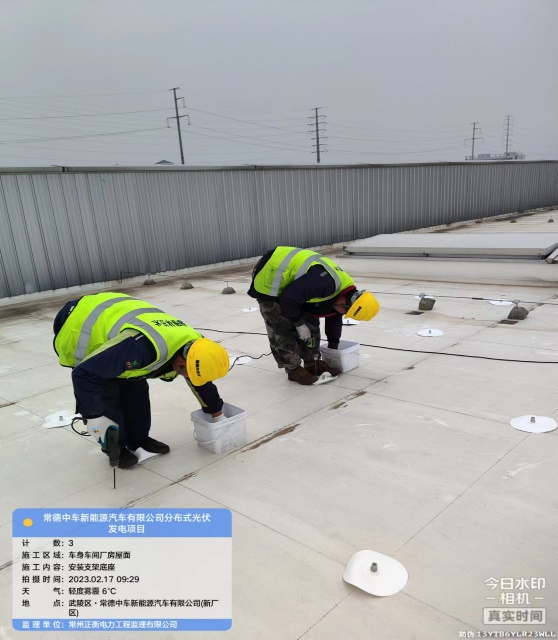 常德中车新能源汽车有限公司分布式光伏
发电项目
计 数：3
施工区域：车身车间厂房屋面
施工内容：安装支架底座
拍摄时间：2023.02.17 09:29
天 气：轻度雾霾 6℃
地 点：武陵区·常德中车新能源汽车有限公司(新厂
区)
监理单位：常德正衡电力工程监理有限公司
今日水印
相机
真实时间
防伪 13YIB6YLR23WLL